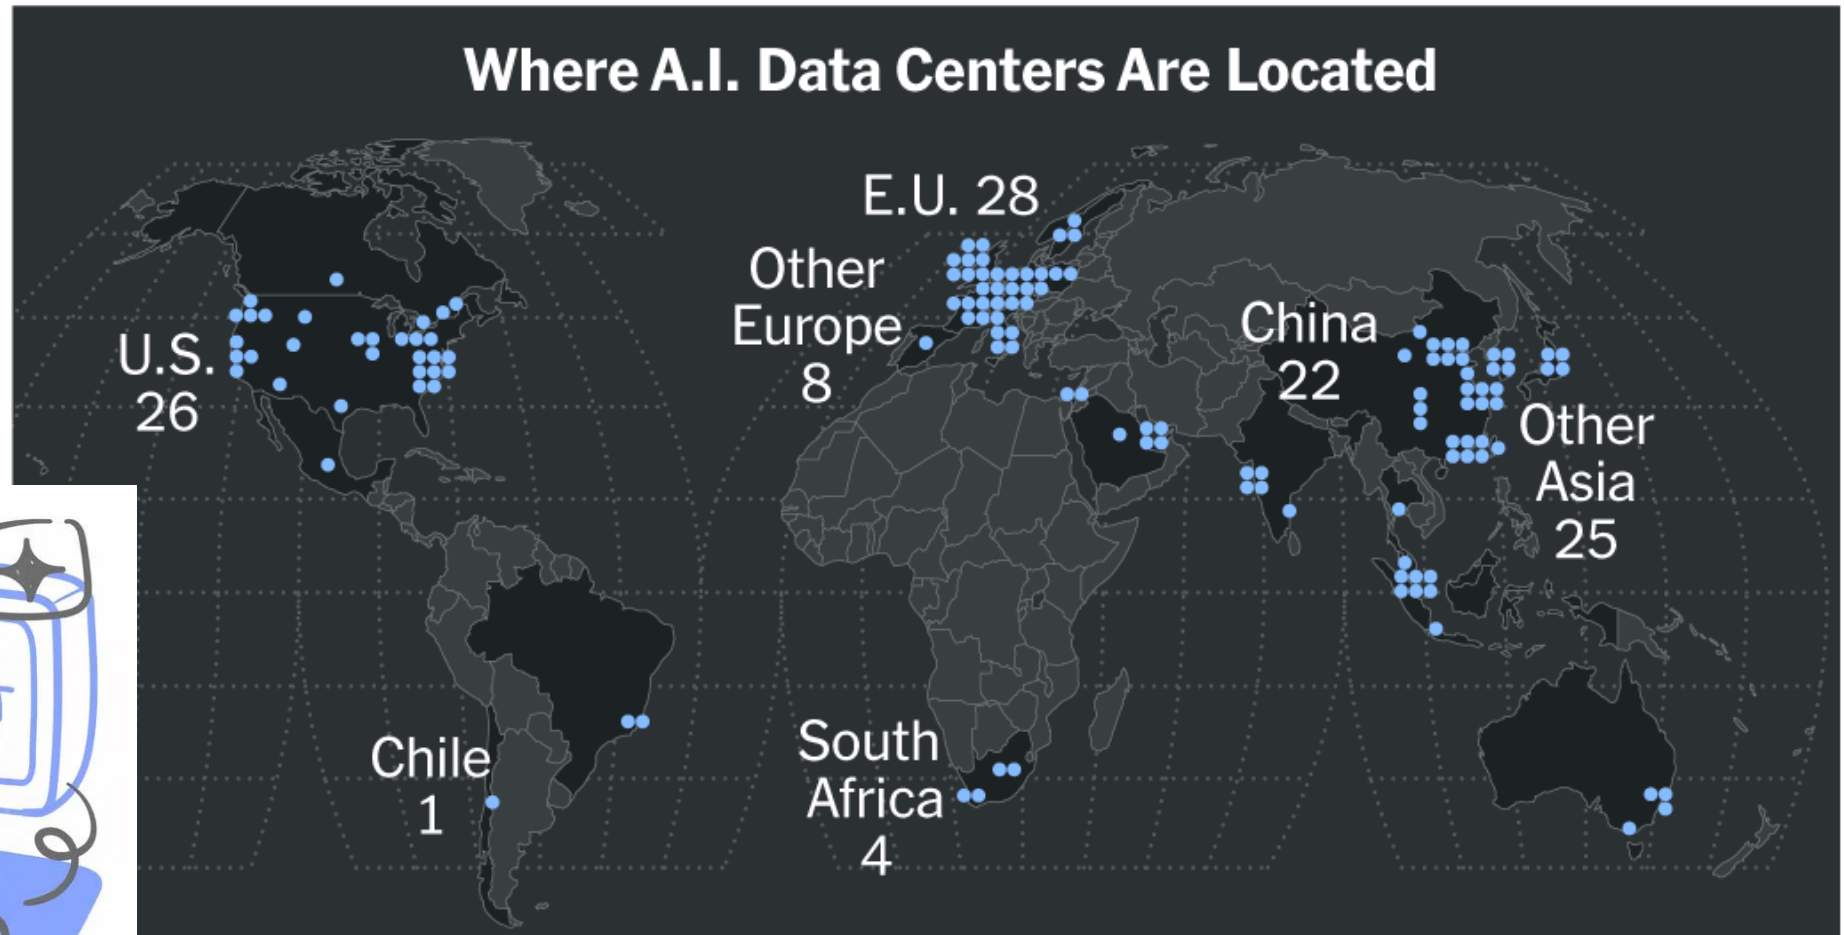 Where A.I. Data Centers Are Located
E.U. 28
Other
Europe
8
U.S.
26
China
22
Other
Asia
25
Chile
1
South
Africa
4